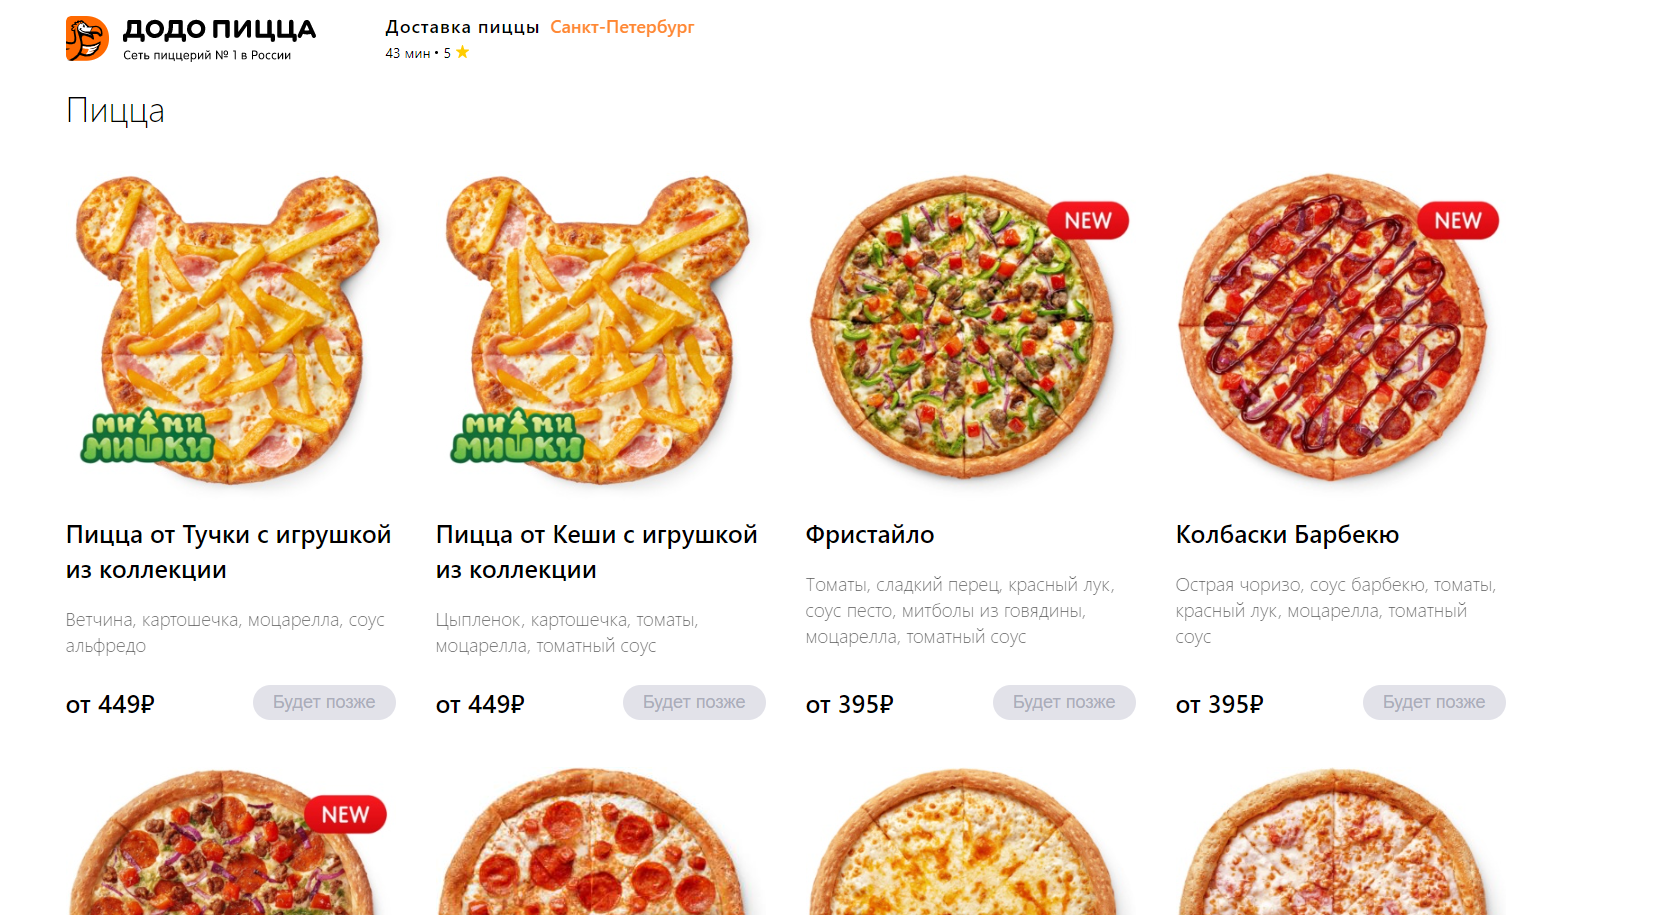 ДОДО ПИЦЦА
Сеть пиццерий № 1 в России
Доставка пиццы Санкт-Петербург
43 мин • 5 ★
Пицца
NEW
NEW
МИМИ
МИШКИ
МИМИ
МИШКИ
Пицца от Тучки с игрушкой
из коллекции
Ветчина, картошечка, моцарелла, соус
альфредо
от 449₽
Будет позже
Пицца от Кеши с игрушкой
из коллекции
Цыпленок, картошечка, томаты,
моцарелла, томатный соус
от 449₽
Будет позже
Фристайло
Томаты, сладкий перец, красный лук,
соус песто, митболы из говядины,
моцарелла, томатный соус
от 395₽
Будет позже
Колбаски Барбекю
Острая чоризо, соус барбекю, томаты,
красный лук, моцарелла, томатный
соус
от 395₽
Будет позже
NEW